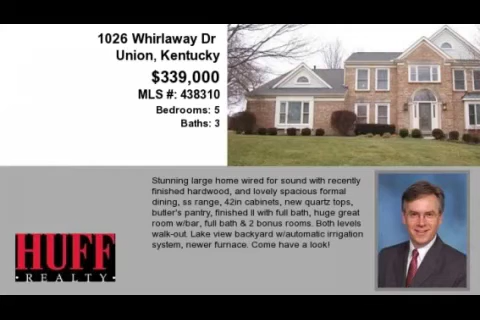 1026 Whirlaway Dr
Union, Kentucky
$339,000
MLS #: 438310
Bedrooms: 5
Baths: 3
Stunning large home wired for sound with recently
finished hardwood, and lovely spacious formal
dining, ss range, 42in cabinets, new quartz tops,
butler's pantry, finished ll with full bath, huge great
room w/bar, full bath & 2 bonus rooms. Both levels
walk-out. Lake view backyard w/automatic irrigation
system, newer furnace. Come have a look!
HUFF
REALTY